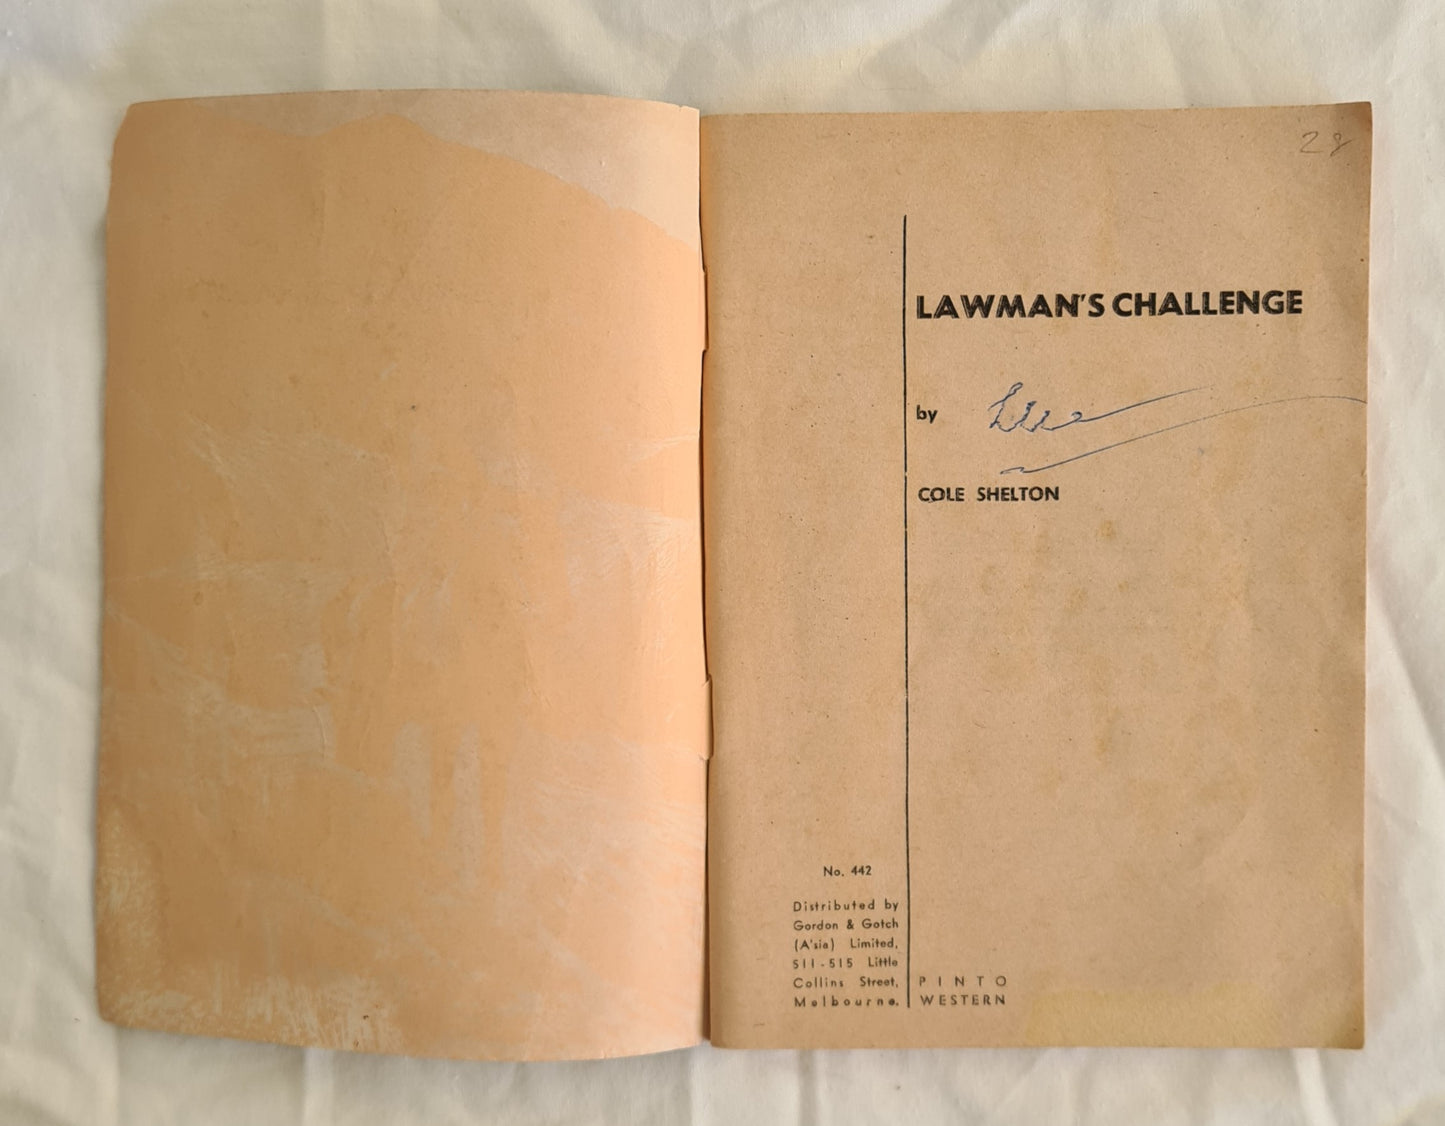 28
LAWMAN'S CHALLENGE
by
COLE SHELTON
No. 442
Distributed by
Gordon & Gotch
(A'sia) Limited,
511-515 Little
Collins Street,
Melbourne.
PINTO
WESTERN